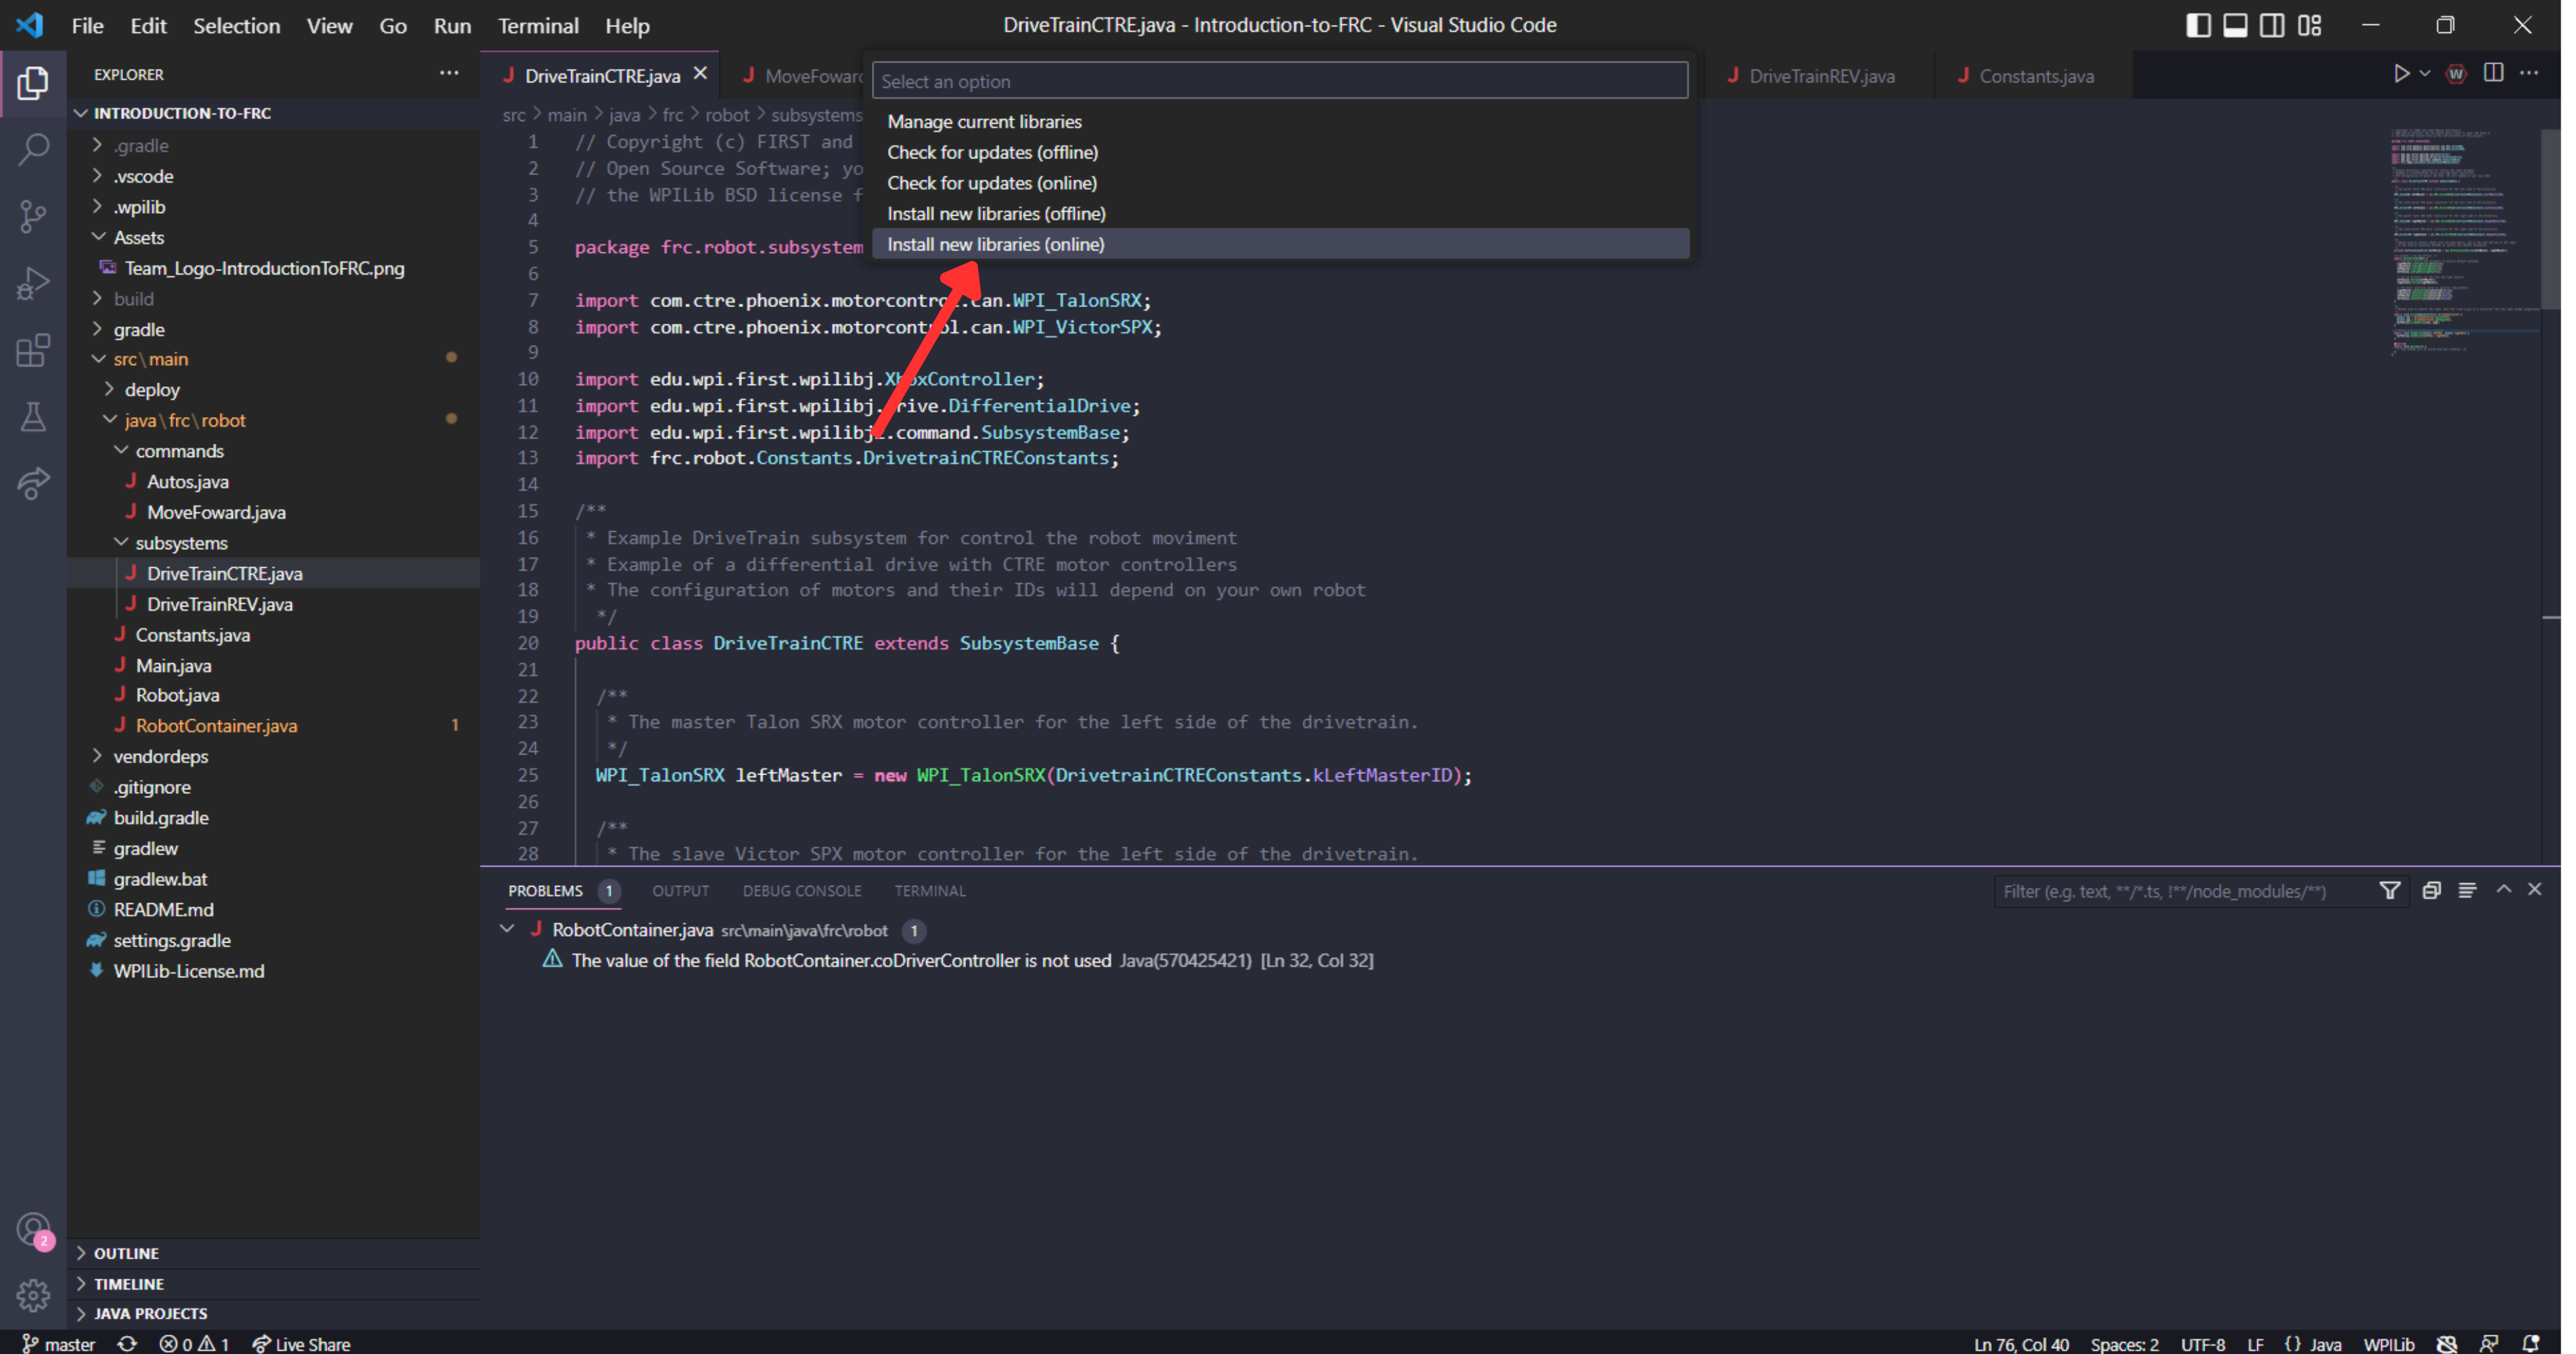 File Edit Selection View Go Run Terminal Help
DriveTrainCTRE.java - Introduction-to-FRC - Visual Studio Code
EXPLORER
INTRODUCTION-TO-FRC
.gradle
.vscode
.wpilib
Assets
Team_Logo-IntroductionToFRC.png
build
gradle
src\main
deploy
java\frc\robot
commands
Autos.java
MoveFoward.java
subsystems
DriveTrainCTRE.java
DriveTrainREV.java
Constants.java
Main.java
Robot.java
RobotContainer.java 1
vendordeps
.gitignore
build.gradle
gradlew
gradlew.bat
README.md
settings.gradle
WPILib-License.md
OUTLINE
TIMELINE
JAVA PROJECTS
2
DriveTrainCTRE.java
MoveFoward
DriveTrainREV.java
Constants.java
W
Select an option
Manage current libraries
Check for updates (offline)
Check for updates (online)
Install new libraries (offline)
Install new libraries (online)
src > main > java > frc > robot > subsystems
1 // Copyright (c) FIRST and
2 // Open Source Software; yo
3 // the WPILib BSD license f
4
5 package frc.robot.subsystem
6
7 import com.ctre.phoenix.motorcontrol.can.WPI_TalonSRX;
8 import com.ctre.phoenix.motorcontrol.can.WPI_VictorSPX;
9
10 import edu.wpi.first.wpilibj.XboxController;
11 import edu.wpi.first.wpilibj.drive.DifferentialDrive;
12 import edu.wpi.first.wpilibj2.command.SubsystemBase;
13 import frc.robot.Constants.DrivetrainCTREConstants;
14
15 /**
16 * Example DriveTrain subsystem for control the robot moviment
17 * Example of a differential drive with CTRE motor controllers
18 * The configuration of motors and their IDs will depend on your own robot
19 */
20 public class DriveTrainCTRE extends SubsystemBase {
21
22 /**
23 * The master Talon SRX motor controller for the left side of the drivetrain.
24 */
25 WPI_TalonSRX leftMaster = new WPI_TalonSRX(DrivetrainCTREConstants.kLeftMasterID);
26
27 /**
28 * The slave Victor SPX motor controller for the left side of the drivetrain.
PROBLEMS 1 OUTPUT DEBUG CONSOLE TERMINAL
Filter (e.g. text, **/*.ts, !**/node_modules/**)
RobotContainer.java src\main\java\frc\robot 1
The value of the field RobotContainer.coDriverController is not used Java(570425421) [Ln 32, Col 32]
master 0 1 Live Share
Ln 76, Col 40 Spaces: 2 UTF-8 LF {} Java WPILib